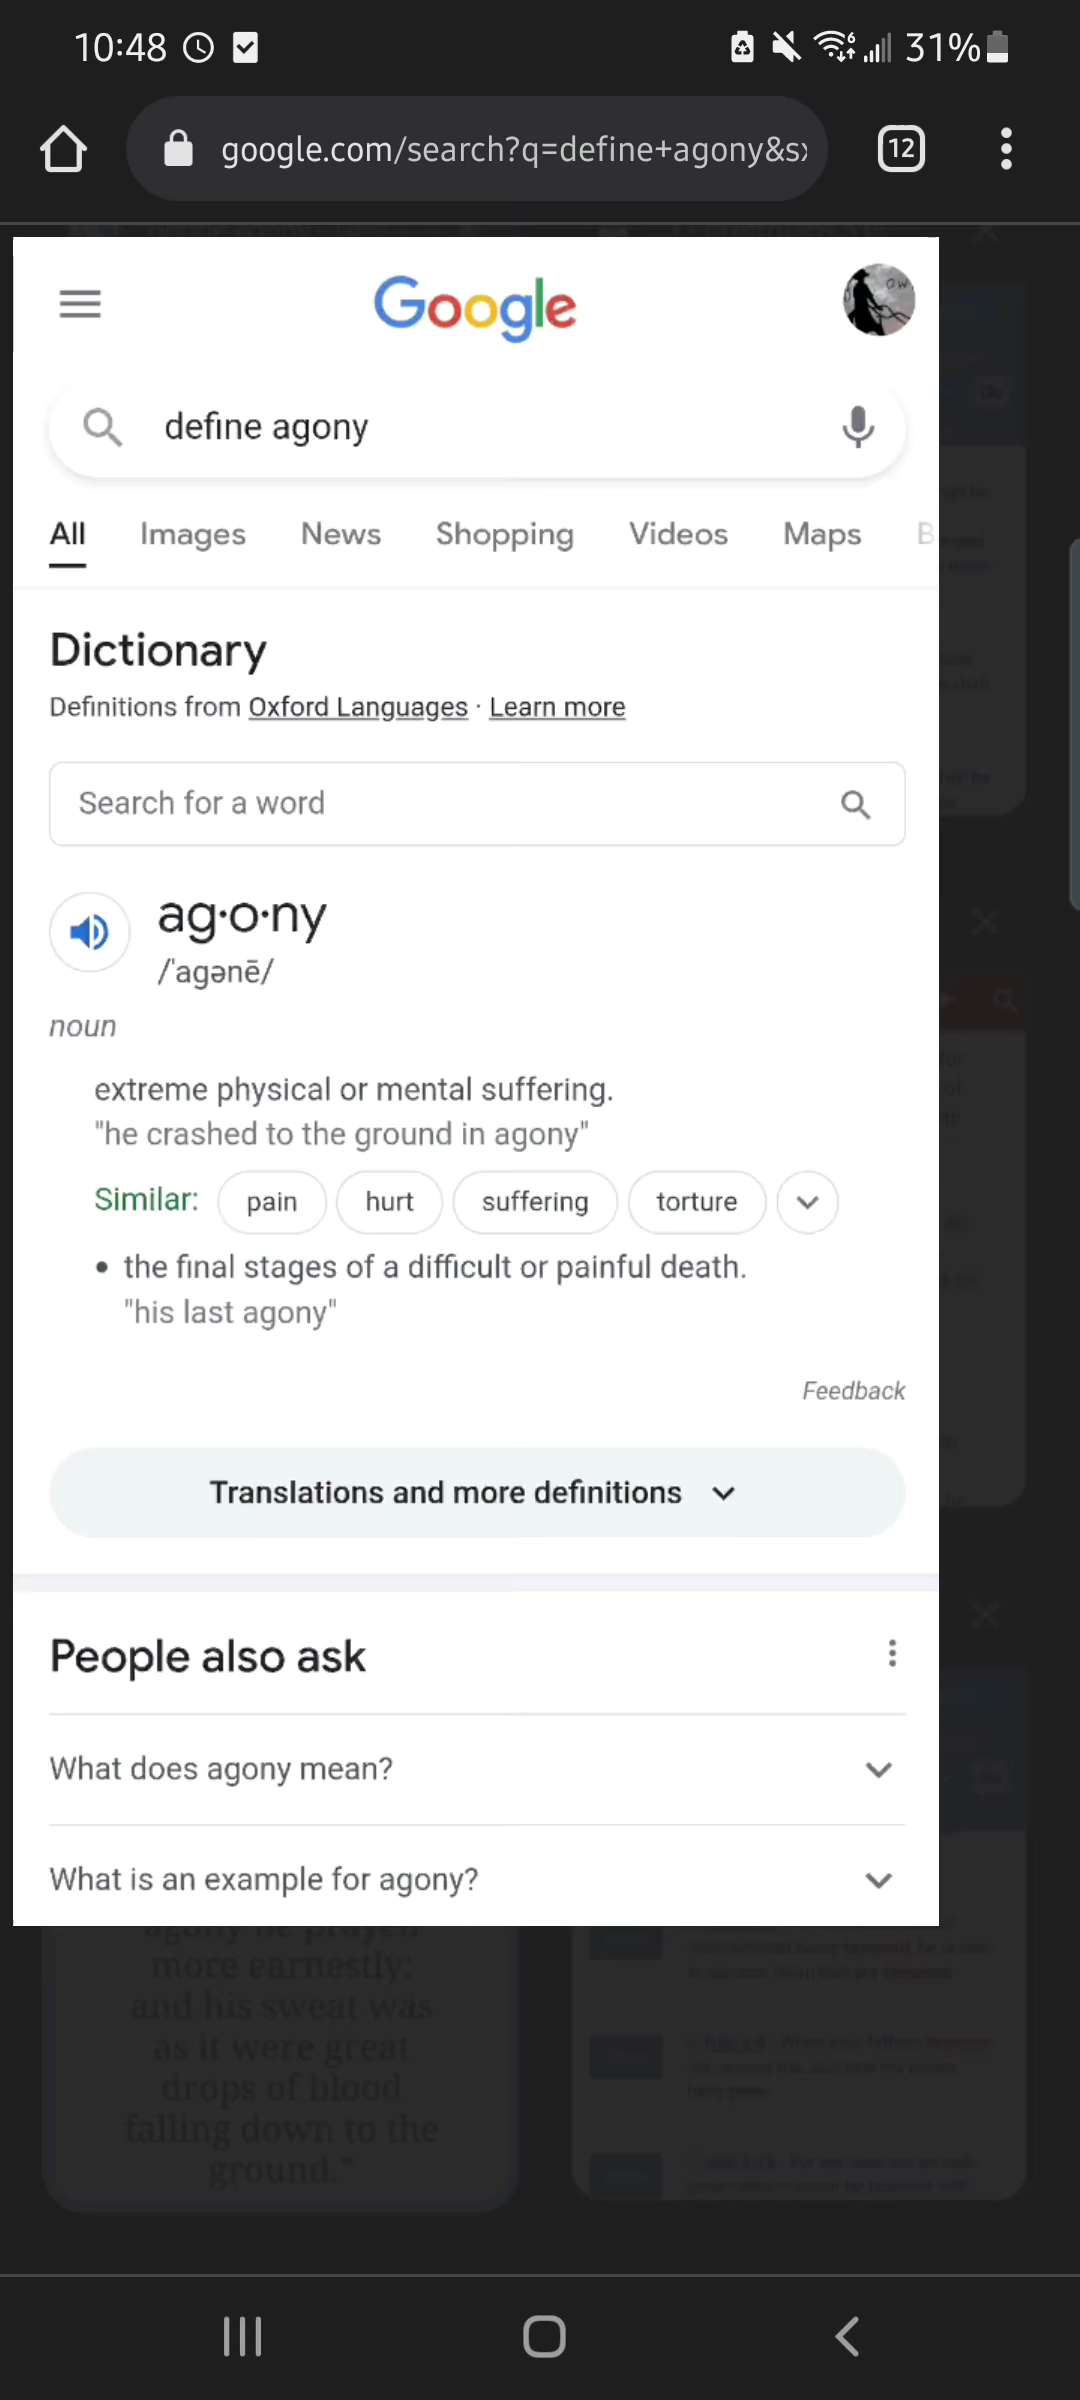 10:48
31%
google.com/search?q=define+agony&s
12
Google
define agony
All Images News Shopping Videos Maps B
Dictionary
Definitions from Oxford Languages · Learn more
Search for a word
ag·o·ny
/ˈaɡənē/
noun
extreme physical or mental suffering.
"he crashed to the ground in agony"
Similar: pain hurt suffering torture
• the final stages of a difficult or painful death.
"his last agony"
Feedback
Translations and more definitions
People also ask
What does agony mean?
What is an example for agony?
agony he prayed
more earnestly:
and his sweat was
as it were great
drops of blood
falling down to the
ground."